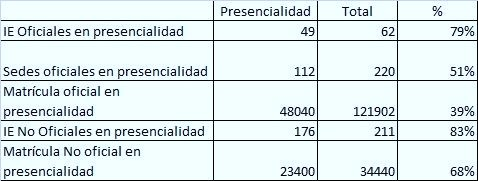 Presencialidad Total %
IE Oficiales en presencialidad 49 62 79%
Sedes oficiales en presencialidad 112 220 51%
Matrícula oficial en
presencialidad 48040 121902 39%
IE No Oficiales en presencialidad 176 211 83%
Matrícula No oficial en
presencialidad 23400 34440 68%